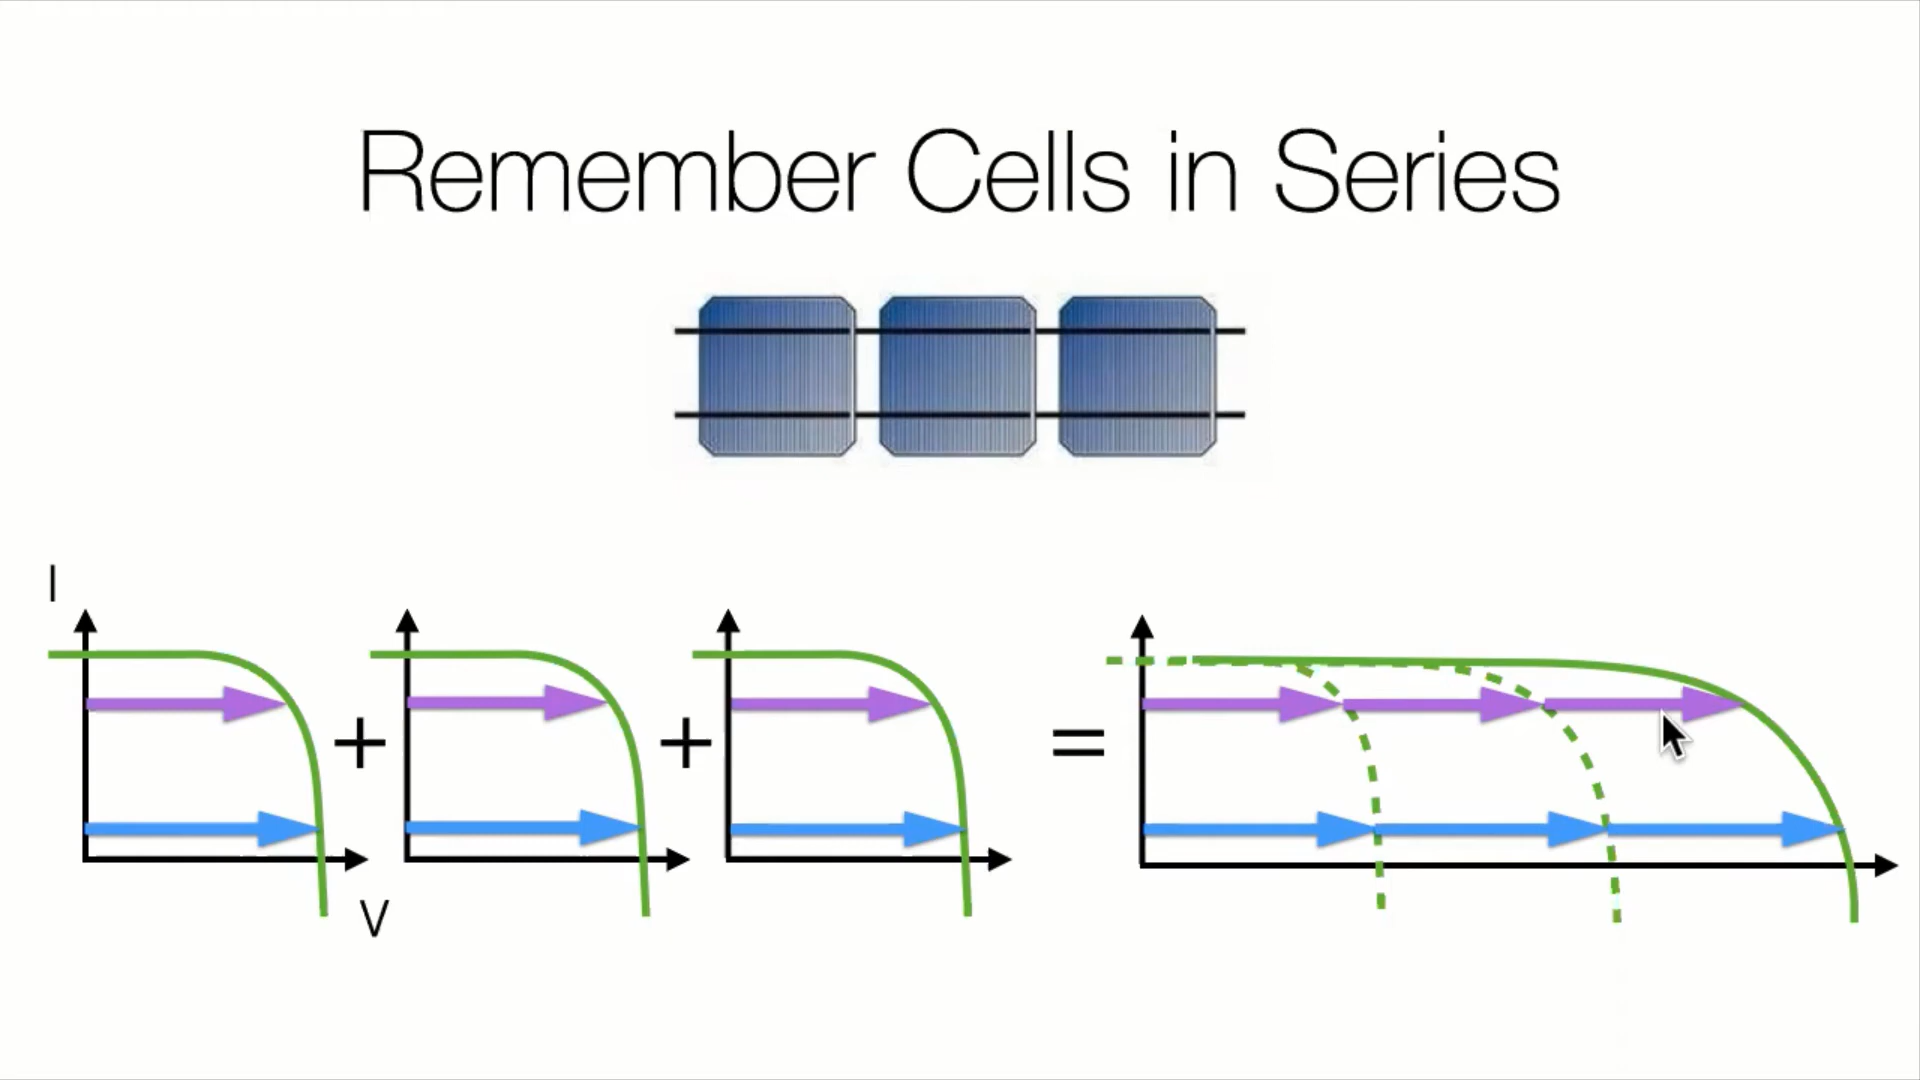 Remember Cells in Series
I
+
+
=
V